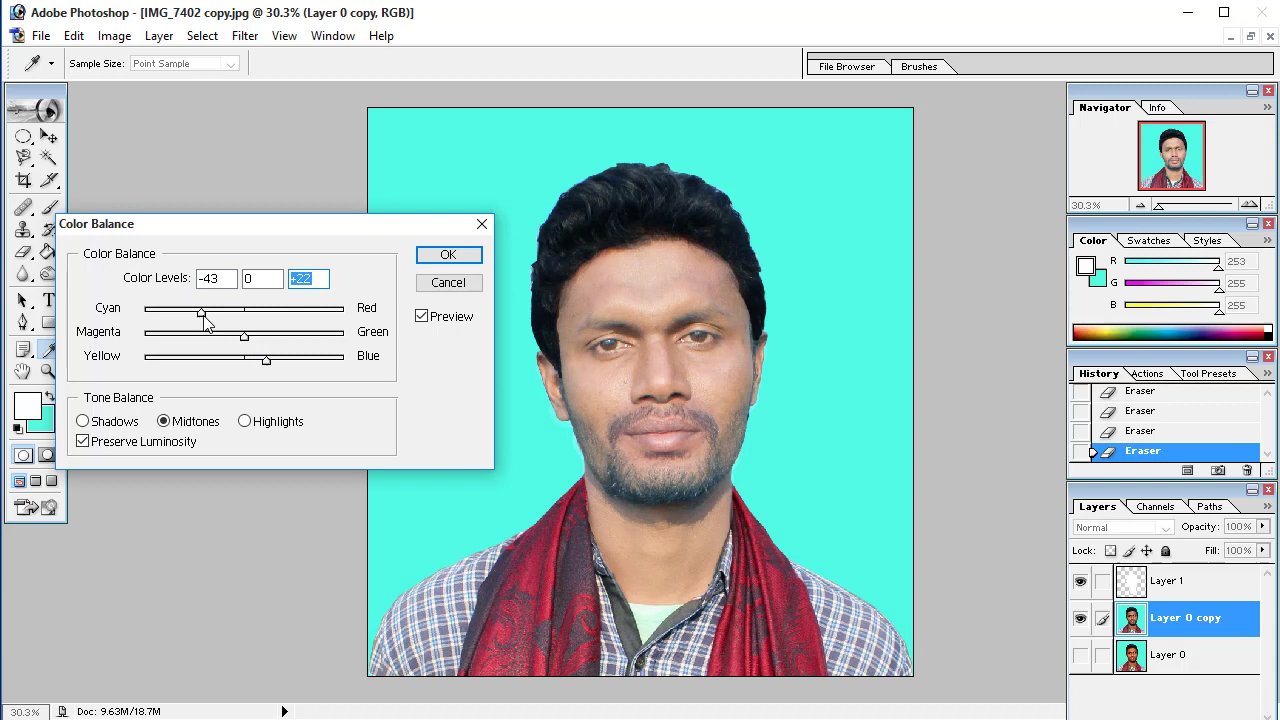 Adobe Photoshop - [IMG_7402 copy.jpg @ 30.3% (Layer 0 copy, RGB)]
File Edit Image Layer Select Filter View Window Help
Sample Size: Point Sample
File Browser Brushes
Navigator Info
30.3%
Color Swatches Styles
R 253
G 255
B 255
History Actions Tool Presets
Eraser
Eraser
Eraser
Eraser
Layers Channels Paths
Normal Opacity: 100%
Lock: Fill: 100%
Layer 1
Layer 0 copy
Layer 0
T
Color Balance
Color Balance
Color Levels: -43 0 +22
Cyan Red
Magenta Green
Yellow Blue
Tone Balance
Shadows Midtones Highlights
Preserve Luminosity
OK
Cancel
Preview
30.3% Doc: 9.63M/18.7M